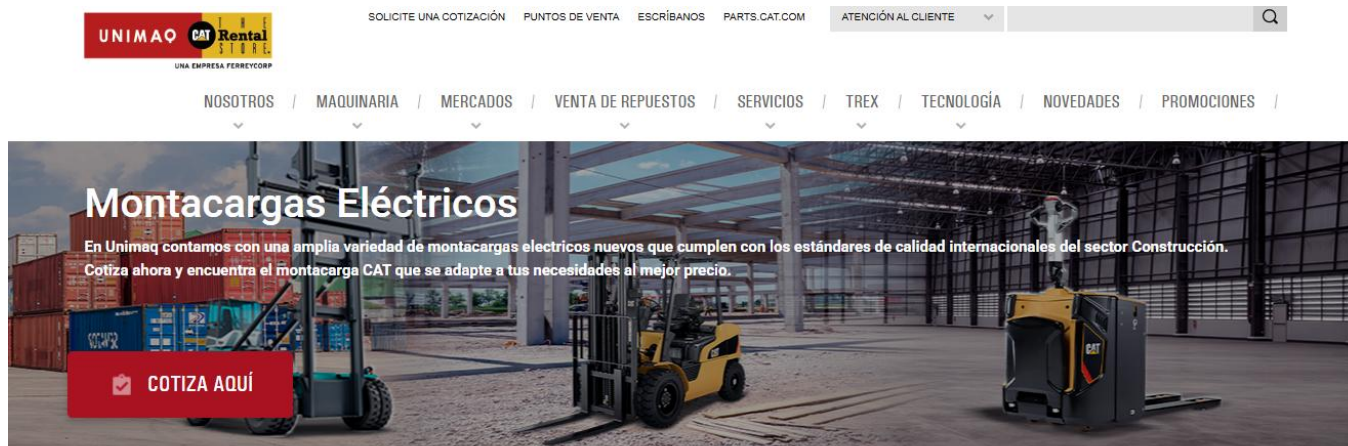 UNIMAQ CAT THE Rental STORE.
UNA EMPRESA FERREYCORP
SOLICITE UNA COTIZACIÓN PUNTOS DE VENTA ESCRÍBANOS PARTS.CAT.COM ATENCIÓN AL CLIENTE
NOSOTROS / MAQUINARIA / MERCADOS / VENTA DE REPUESTOS / SERVICIOS / TREX / TECNOLOGÍA / NOVEDADES / PROMOCIONES /
Montacargas Eléctricos
En Unimaq contamos con una amplia variedad de montacargas electricos nuevos que cumplen con los estándares de calidad internacionales del sector Construcción.
Cotiza ahora y encuentra el montacarga CAT que se adapte a tus necesidades al mejor precio.
COTIZA AQUÍ
CAT
CAT